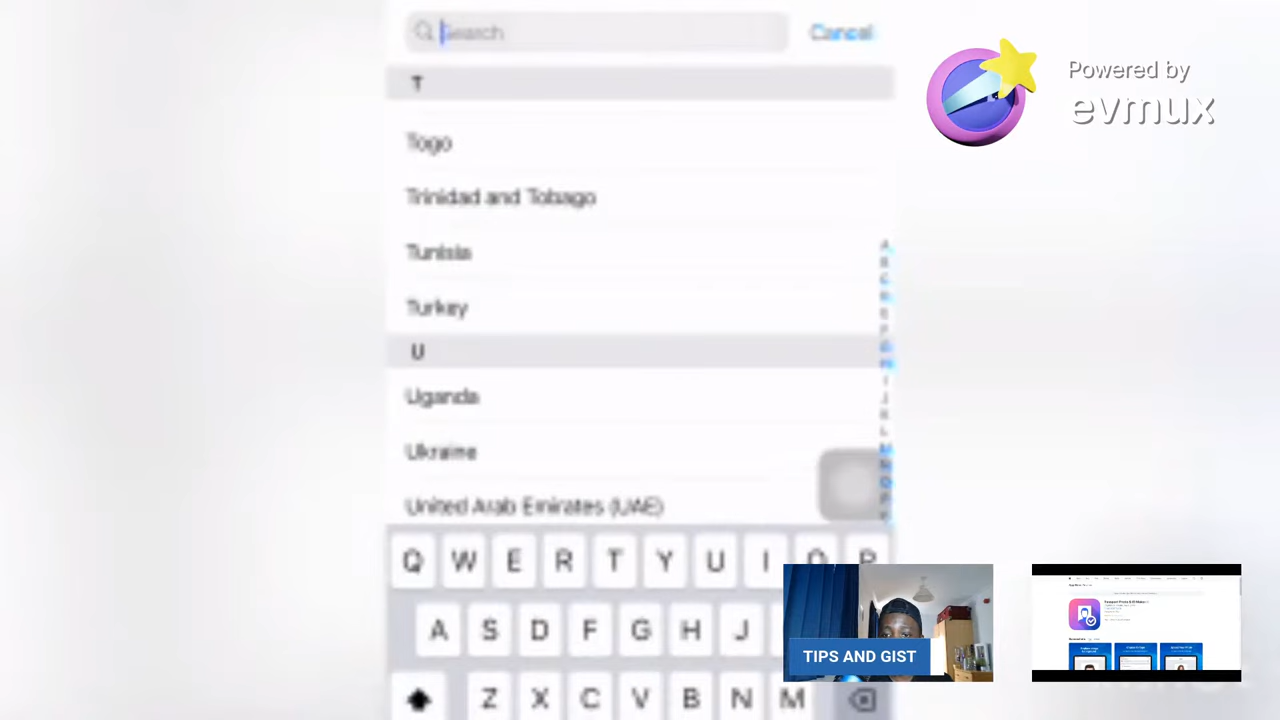 Search
Cancel
T
Togo
Trinidad and Tobago
Tunisia
Turkey
U
Uganda
Ukraine
United Arab Emirates (UAE)
Q W E R T Y U I O P
A S D F G H J
Z X C V B N M
Powered by
evmux
TIPS AND GIST